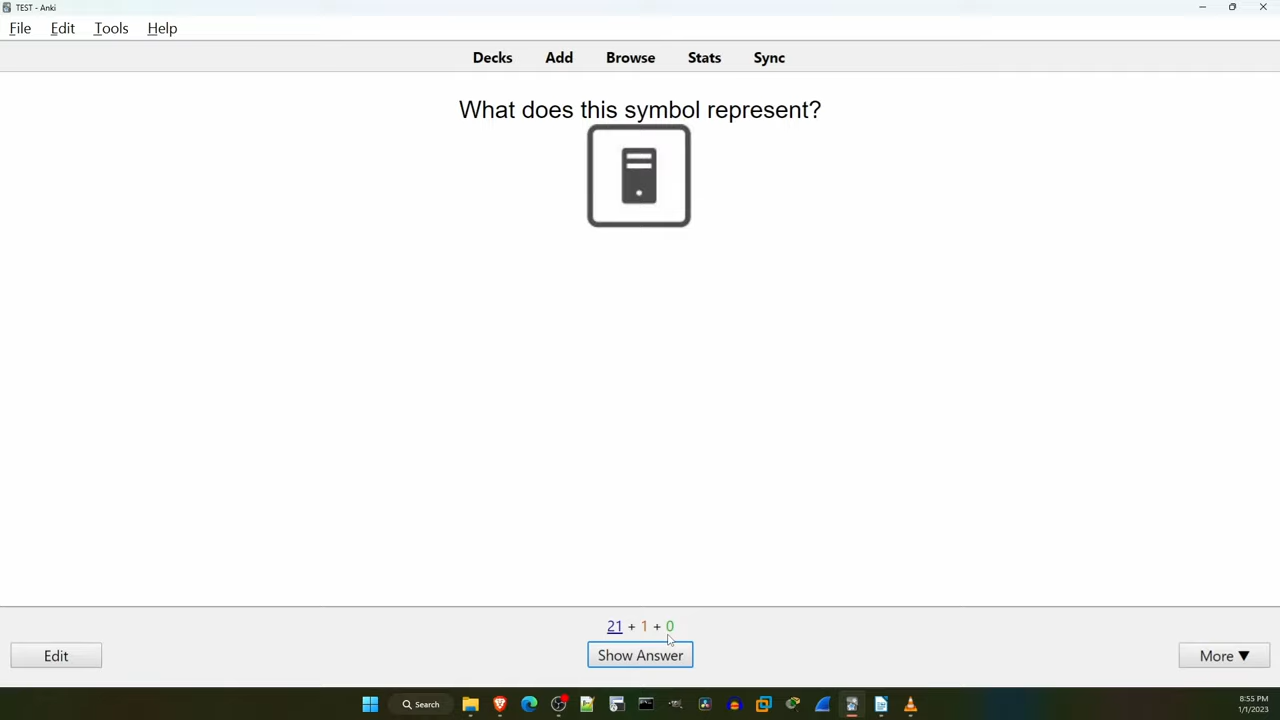 TEST - Anki
File Edit Tools Help
Decks Add Browse Stats Sync
What does this symbol represent?
21 + 1 + 0
Edit
Show Answer
More ▼
Search
8:55 PM
1/1/2023